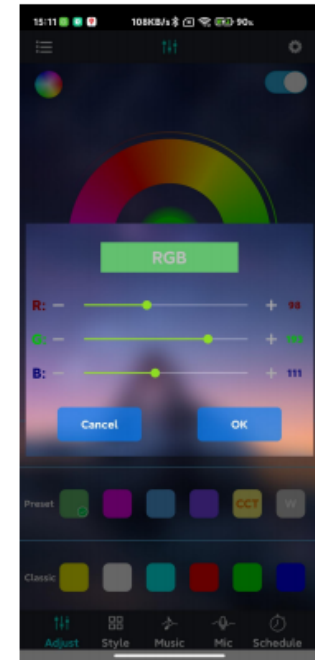 15:11 108KB/s 90%
RGB
R: − + 98
G: − +
B: − + 111
Cancel OK
Preset CCT W
Classic
Adjust Style Music Mic Schedule